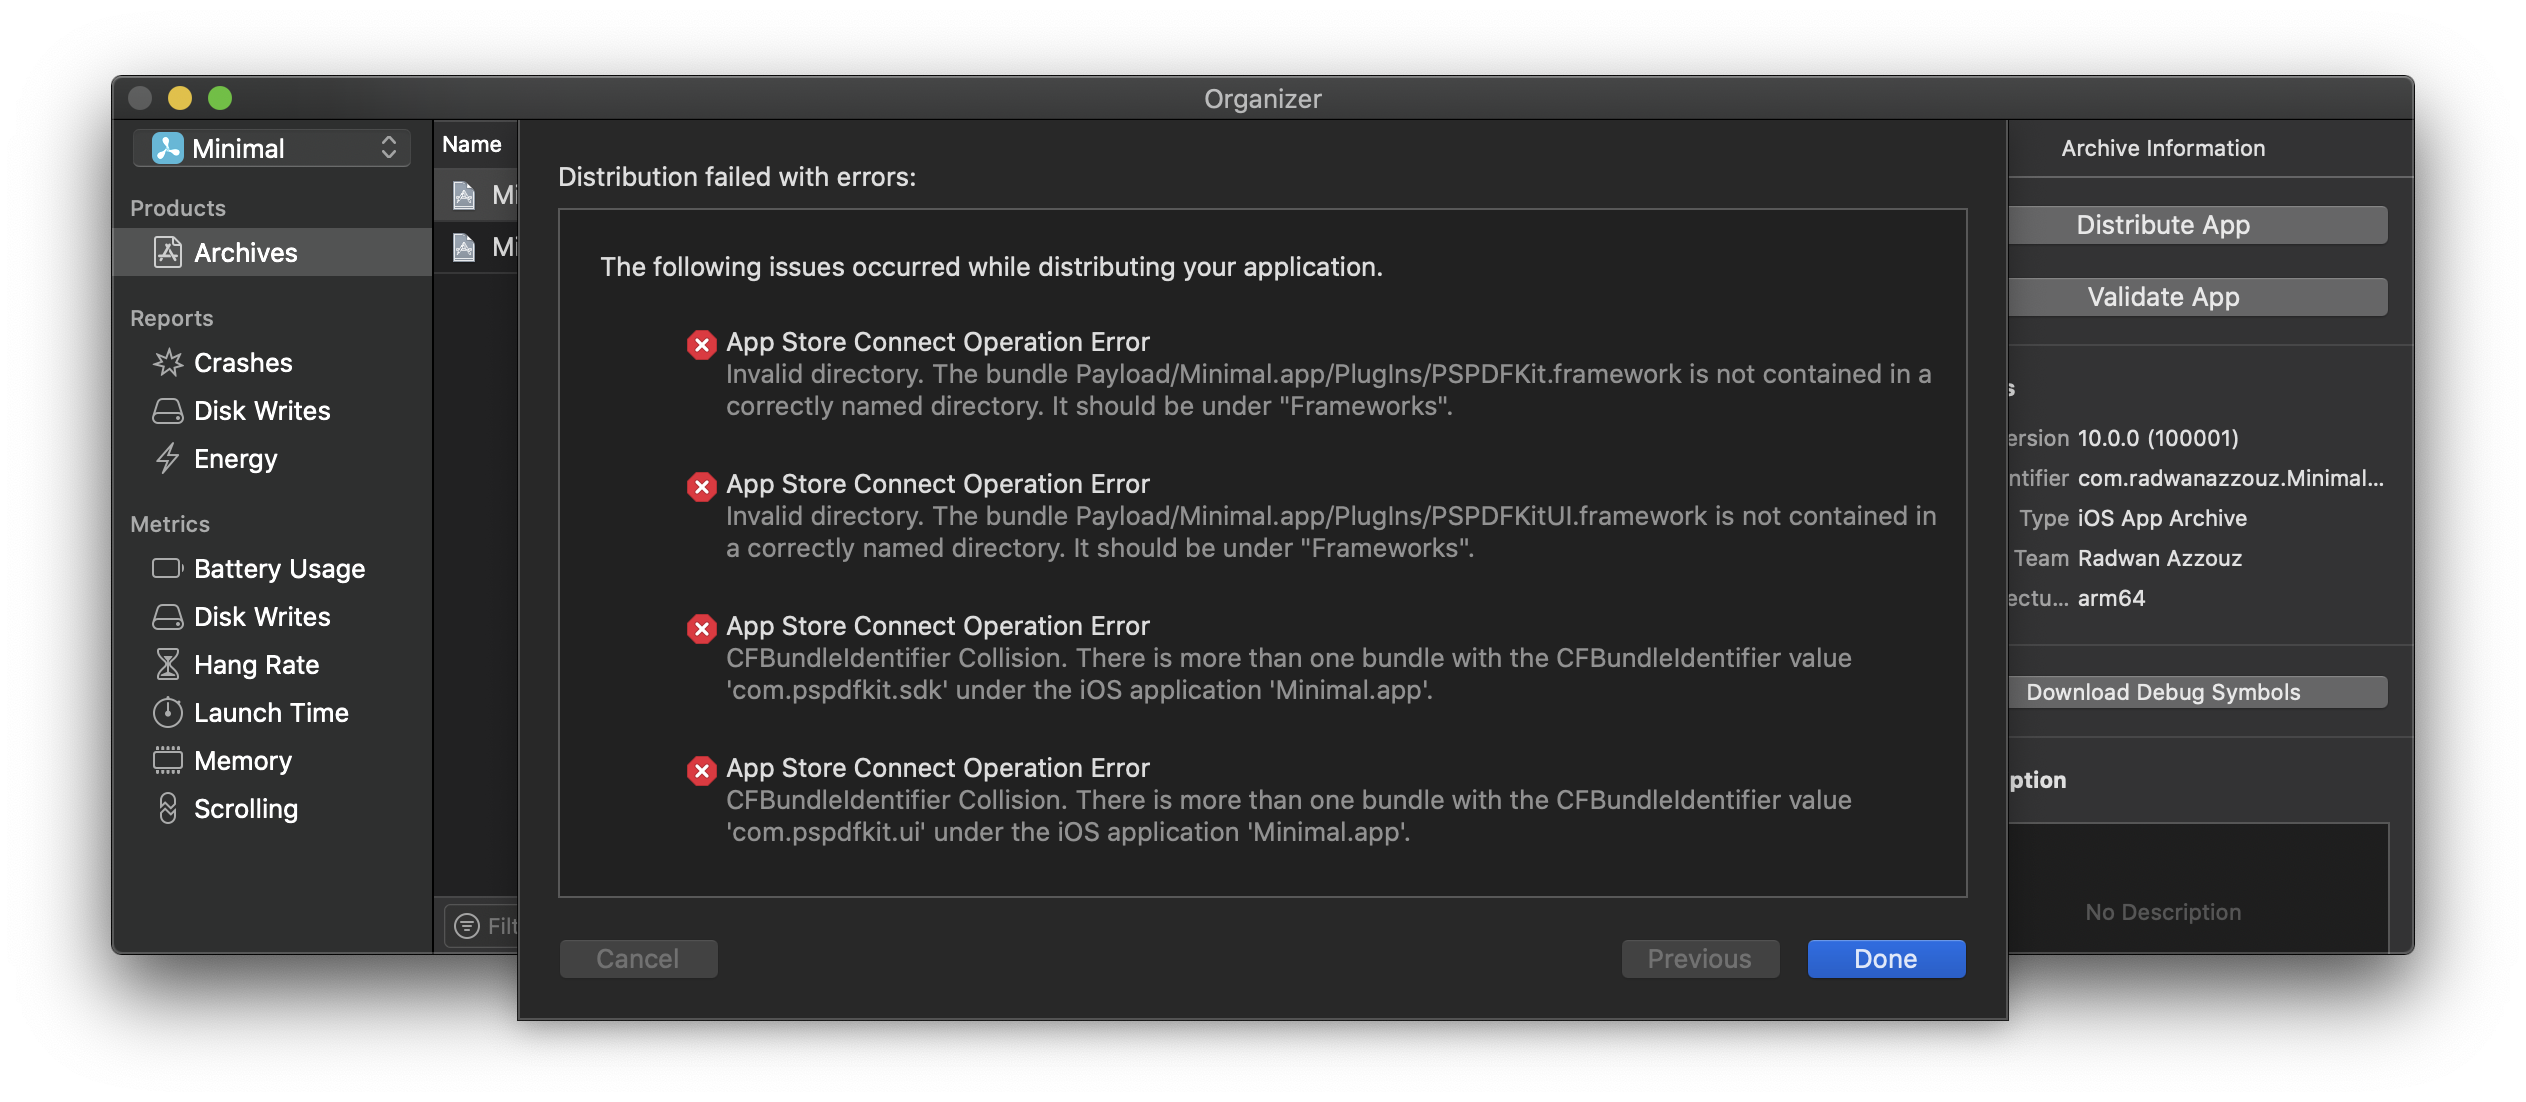 Organizer
Minimal
Products
Archives
Reports
Crashes
Disk Writes
Energy
Metrics
Battery Usage
Disk Writes
Hang Rate
Launch Time
Memory
Scrolling
Name
Mi
Mi
Filt
Distribution failed with errors:
The following issues occurred while distributing your application.
App Store Connect Operation Error
Invalid directory. The bundle Payload/Minimal.app/PlugIns/PSPDFKit.framework is not contained in a
correctly named directory. It should be under "Frameworks".
App Store Connect Operation Error
Invalid directory. The bundle Payload/Minimal.app/PlugIns/PSPDFKitUI.framework is not contained in
a correctly named directory. It should be under "Frameworks".
App Store Connect Operation Error
CFBundleIdentifier Collision. There is more than one bundle with the CFBundleIdentifier value
'com.pspdfkit.sdk' under the iOS application 'Minimal.app'.
App Store Connect Operation Error
CFBundleIdentifier Collision. There is more than one bundle with the CFBundleIdentifier value
'com.pspdfkit.ui' under the iOS application 'Minimal.app'.
Cancel
Previous
Done
Archive Information
Distribute App
Validate App
s
ersion 10.0.0 (100001)
ntifier com.radwanazzouz.Minimal...
Type iOS App Archive
Team Radwan Azzouz
ectu... arm64
Download Debug Symbols
ption
No Description